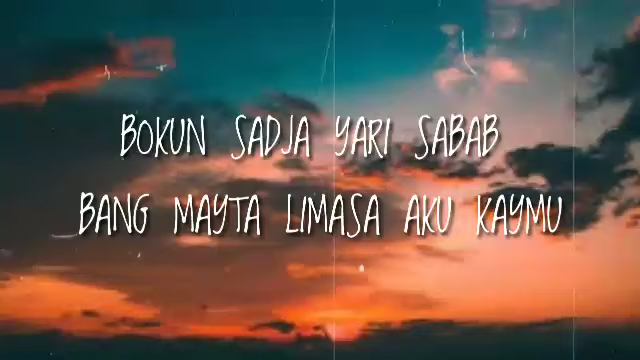 BOKUN SADJA YARI SABAB
BANG MAYTA LIMASA AKU KAYMU